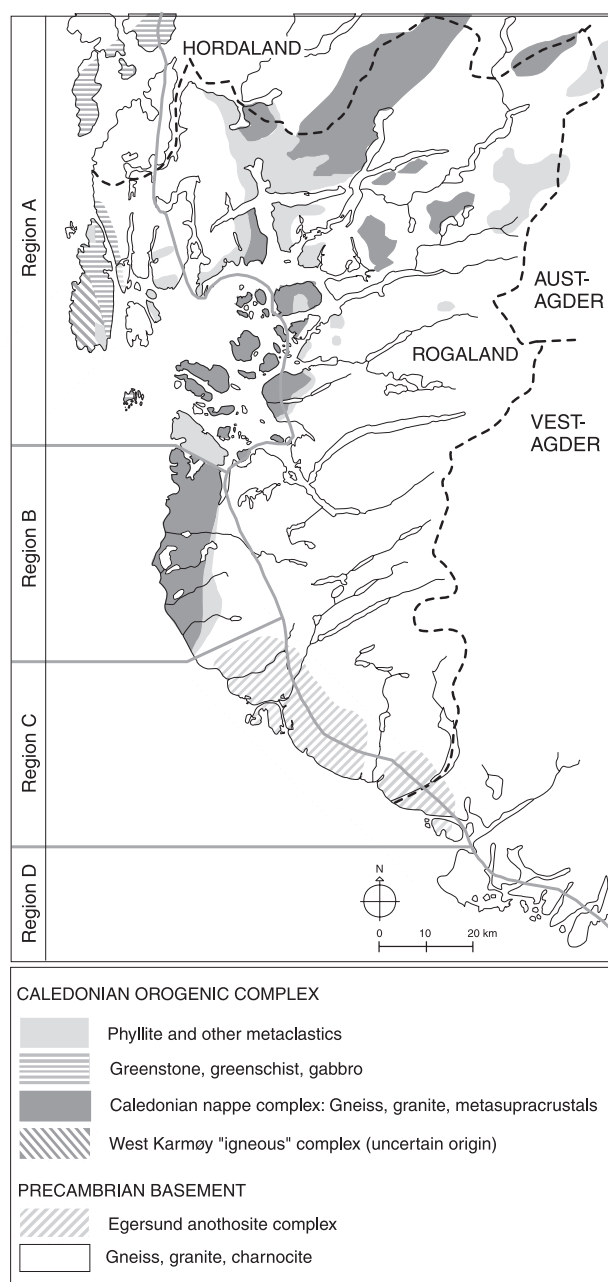 HORDALAND
Region A
AUST-
AGDER
ROGALAND
VEST-
AGDER
Region B
Region C
Region D
N
0 10 20 km
CALEDONIAN OROGENIC COMPLEX
Phyllite and other metaclastics
Greenstone, greenschist, gabbro
Caledonian nappe complex: Gneiss, granite, metasupracrustals
West Karmøy "igneous" complex (uncertain origin)
PRECAMBRIAN BASEMENT
Egersund anothosite complex
Gneiss, granite, charnocite